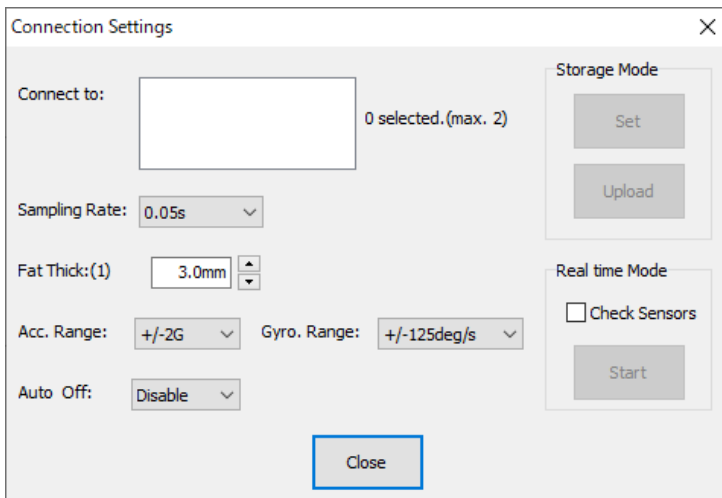 Connection Settings
Connect to:
0 selected.(max. 2)
Sampling Rate: 0.05s
Fat Thick:(1) 3.0mm
Acc. Range: +/-2G Gyro. Range: +/-125deg/s
Auto Off: Disable
Storage Mode
Set
Upload
Real time Mode
Check Sensors
Start
Close